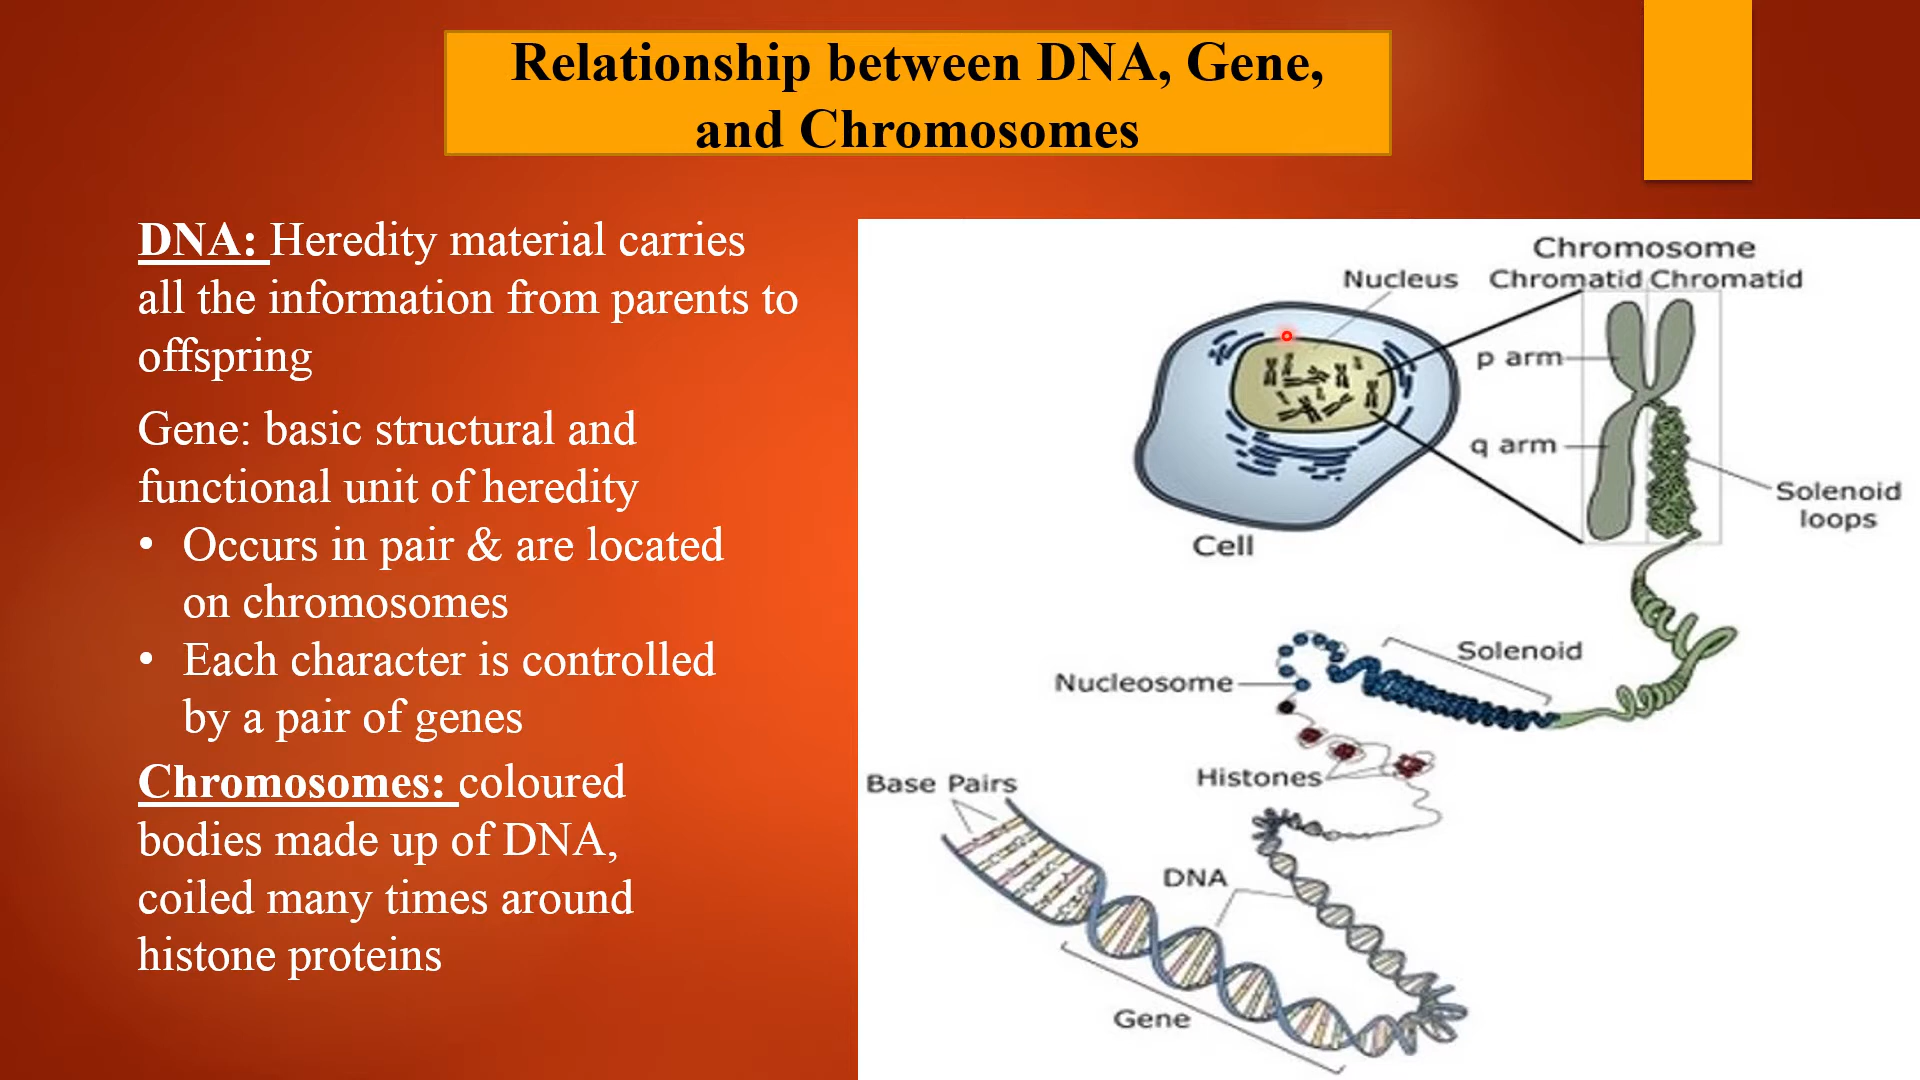 Relationship between DNA, Gene,
and Chromosomes
DNA: Heredity material carries
all the information from parents to
offspring
Gene: basic structural and
functional unit of heredity
• Occurs in pair & are located
on chromosomes
• Each character is controlled
by a pair of genes
Chromosomes: coloured
bodies made up of DNA,
coiled many times around
histone proteins
Chromosome
Nucleus
Chromatid Chromatid
p arm
q arm
Solenoid
loops
Cell
Solenoid
Nucleosome
Histones
Base Pairs
DNA
Gene